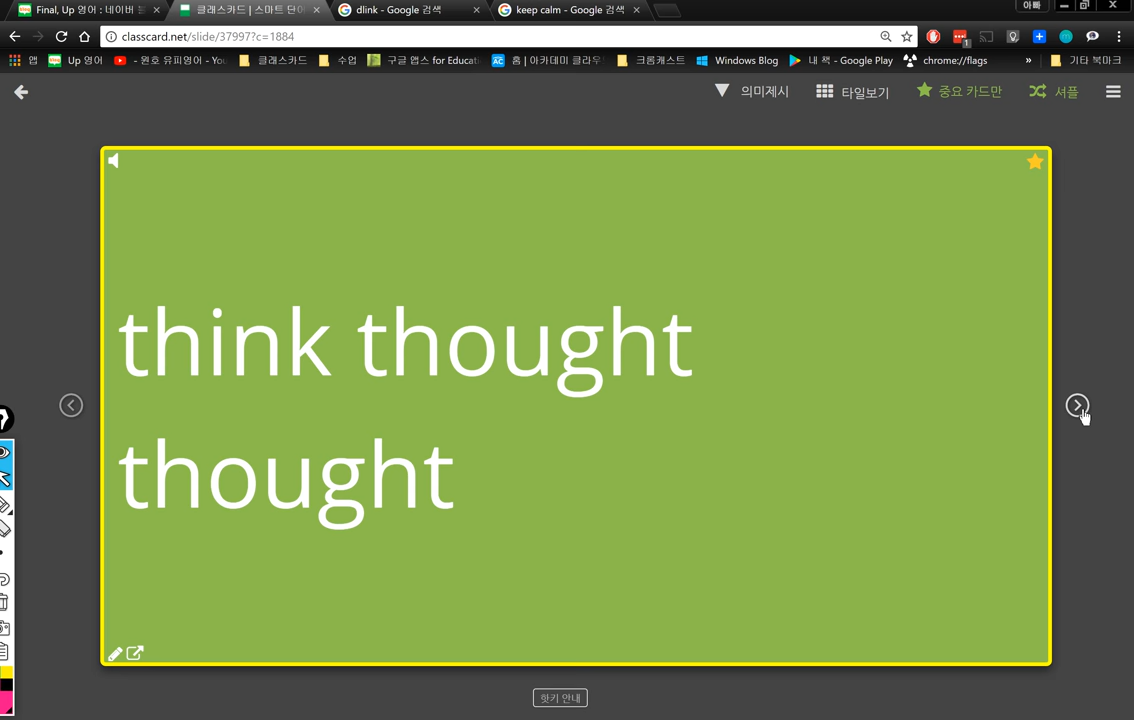 Final, Up 영어 : 네이버 블
클래스카드 | 스마트 단어
dlink - Google 검색
keep calm - Google 검색
아빠
classcard.net/slide/37997?c=1884
앱
Up 영어
- 원호 유피영어 - You
클래스카드
수업
구글 앱스 for Educati
홈 | 아카데미 클라우
크롬캐스트
Windows Blog
내 책 - Google Play
chrome://flags
»
기타 북마크
의미제시
타일보기
중요 카드만
셔플
think thought
thought
핫키 안내